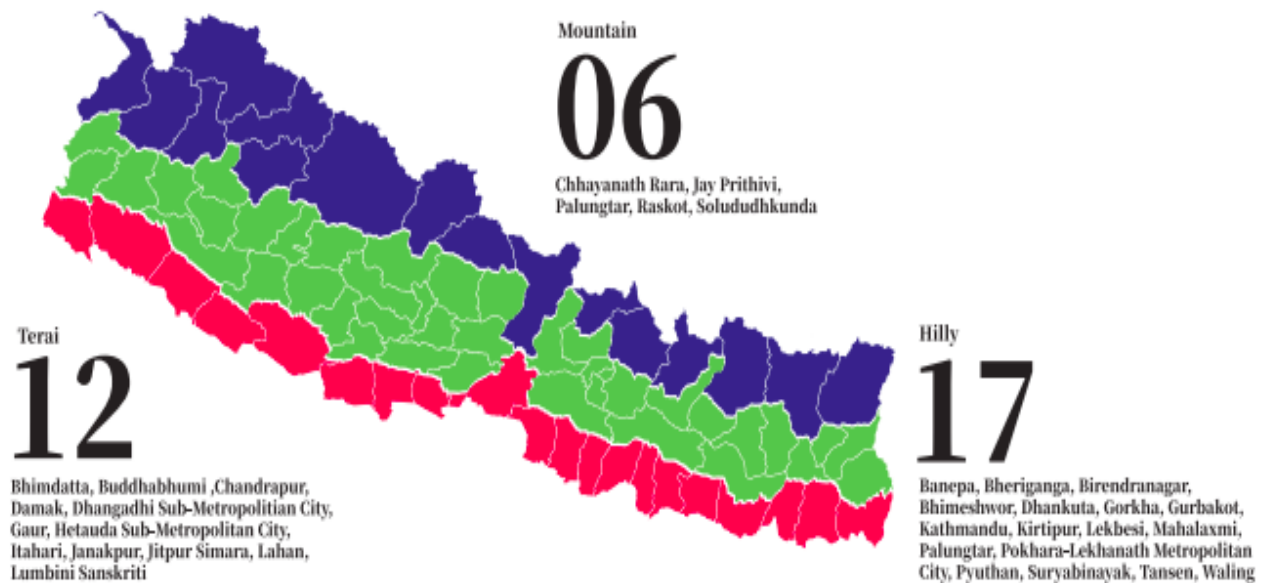 Mountain
06
Chhayanath Rara, Jay Prithivi,
Palungtar, Raskot, Solududhkunda
Terai
12
Bhimdatta, Buddhabhumi ,Chandrapur,
Damak, Dhangadhi Sub-Metropolitian City,
Gaur, Hetauda Sub-Metropolitan City,
Itahari, Janakpur, Jitpur Simara, Lahan,
Lumbini Sanskriti
Hilly
17
Banepa, Bheriganga, Birendranagar,
Bhimeshwor, Dhankuta, Gorkha, Gurbakot,
Kathmandu, Kirtipur, Lekbesi, Mahalaxmi,
Palungtar, Pokhara-Lekhanath Metropolitan
City, Pyuthan, Suryabinayak, Tansen, Waling